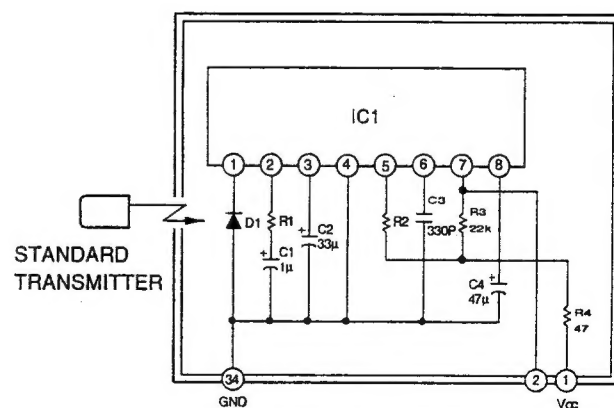 IC1
1 2 3 4 5 6 7 8
D1
R1
C1
1μ
C2
33μ
R2
C3
330P
R3
22k
C4
47μ
R4
47
STANDARD
TRANSMITTER
34 2 1
GND Vcc